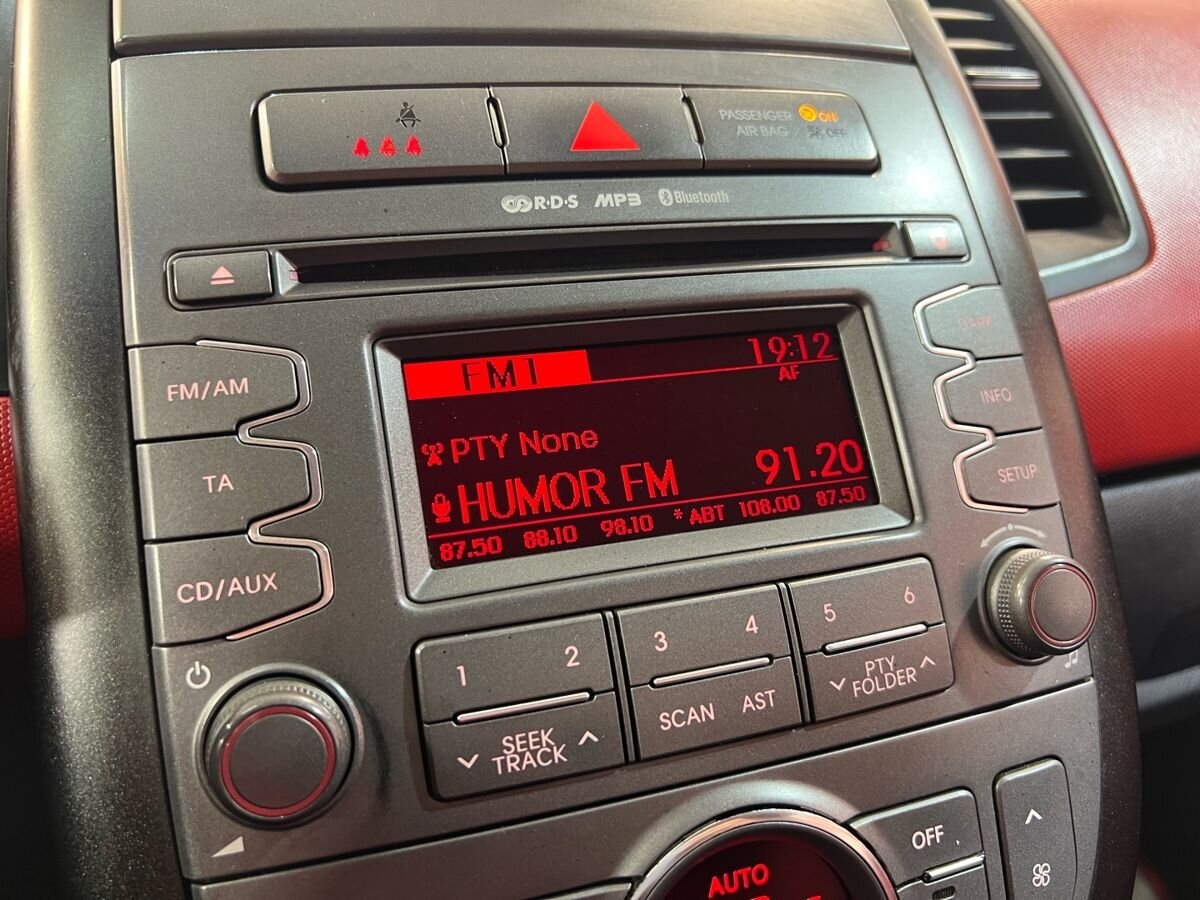 PASSENGER ON
AIR BAG OFF
R·D·S MP3 Bluetooth
FM1 19:12
AF
PTY None
HUMOR FM 91.20
87.50 88.10 98.10 *ABT 106.00 87.50
FM/AM
TA
CD/AUX
DARK
INFO
SETUP
1 2 3 4 5 6
SEEK
TRACK
SCAN AST
PTY
FOLDER
OFF
AUTO